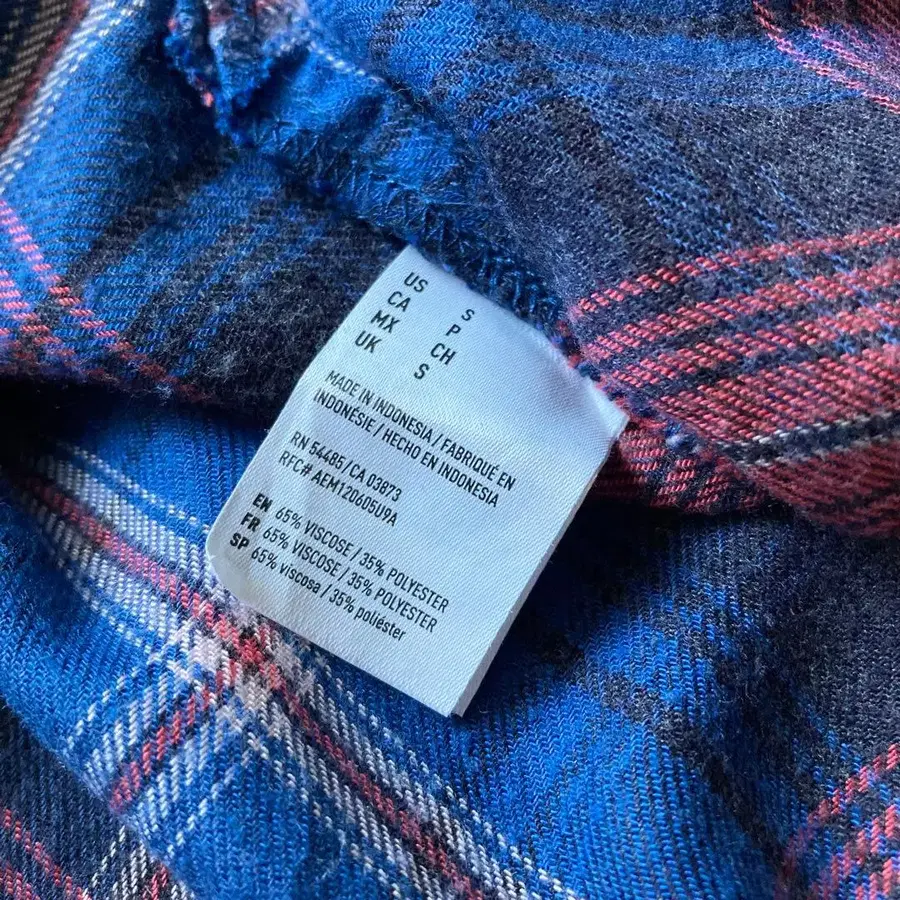 US S
CA P
MX CH
UK S
MADE IN INDONESIA / FABRIQUÉ EN
INDONÉSIE / HECHO EN INDONESIA
RN 54485 / CA 03873
RFC# AEM120605U9A
EN 65% VISCOSE / 35% POLYESTER
FR 65% VISCOSE / 35% POLYESTER
SP 65% viscosa / 35% poliéster